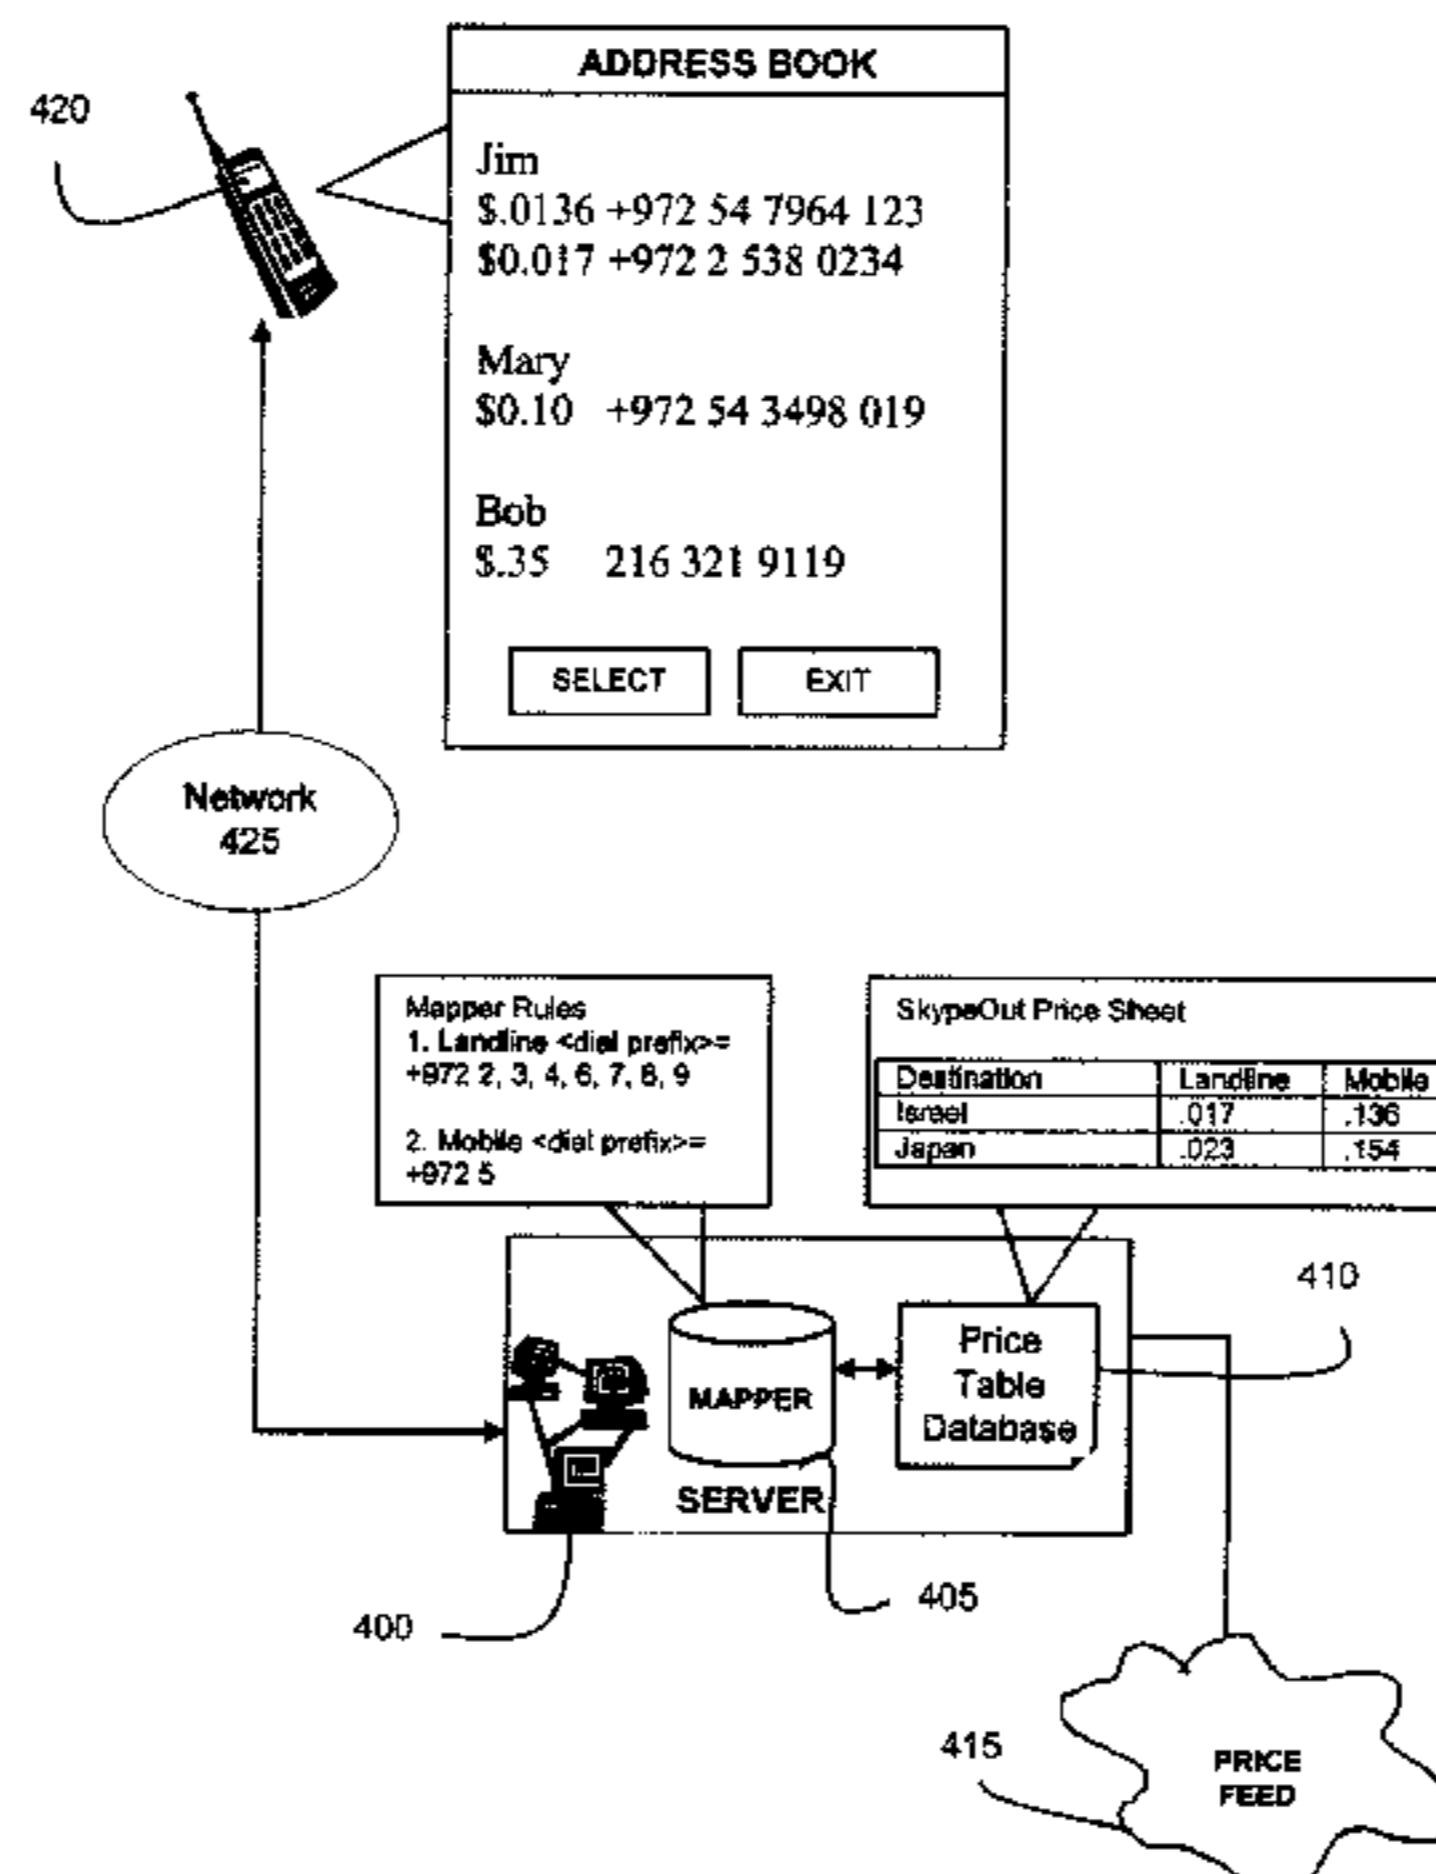 420
ADDRESS BOOK
Jim
$.0136 +972 54 7964 123
$0.017 +972 2 538 0234
Mary
$0.10 +972 54 3498 019
Bob
$.35 216 321 9119
SELECT EXIT
Network
425
Mapper Rules
1. Landline <dial prefix>=
+972 2, 3, 4, 6, 7, 8, 9
2. Mobile <dial prefix>=
+972 5
SkypeOut Price Sheet
Destination Landline Mobile
Israel .017 .136
Japan .023 .154
410
Price
Table
Database
MAPPER
SERVER
400
405
415
PRICE
FEED